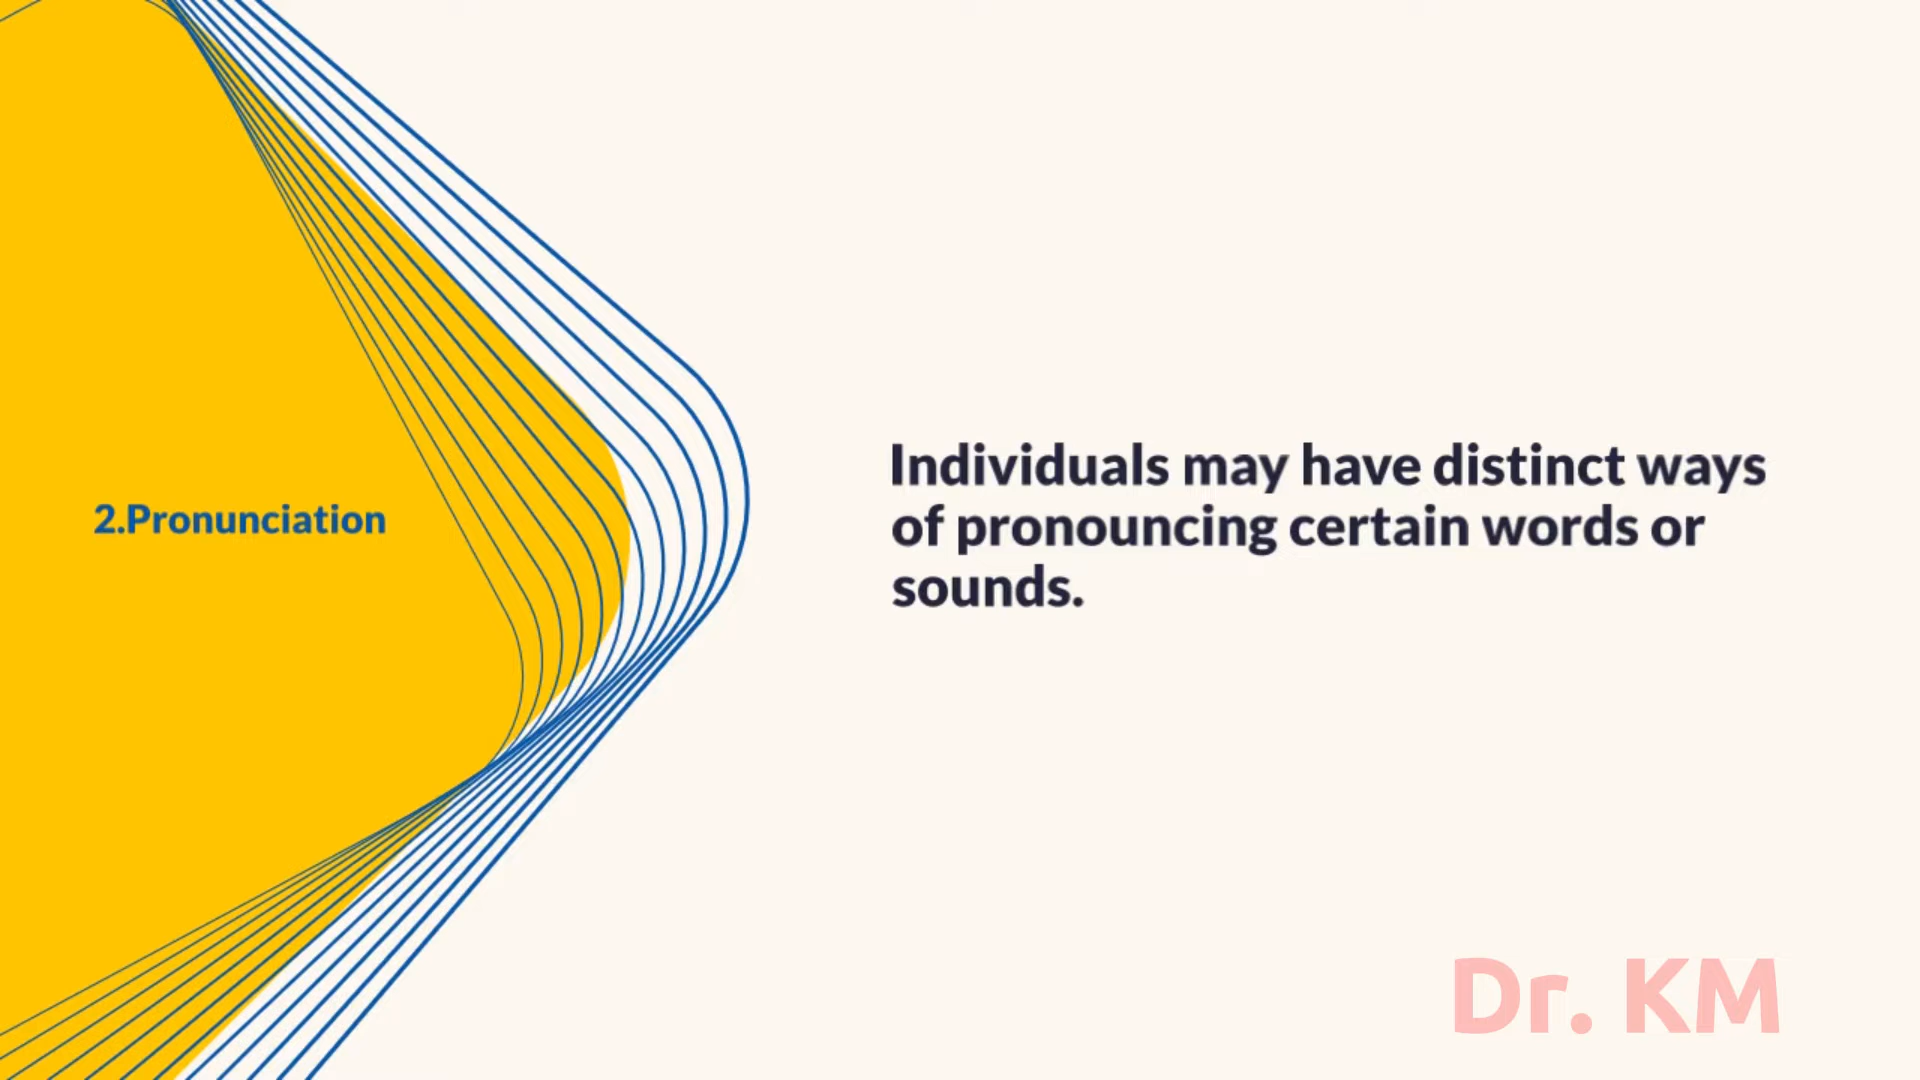 2.Pronunciation
Individuals may have distinct ways
of pronouncing certain words or
sounds.
Dr. KM